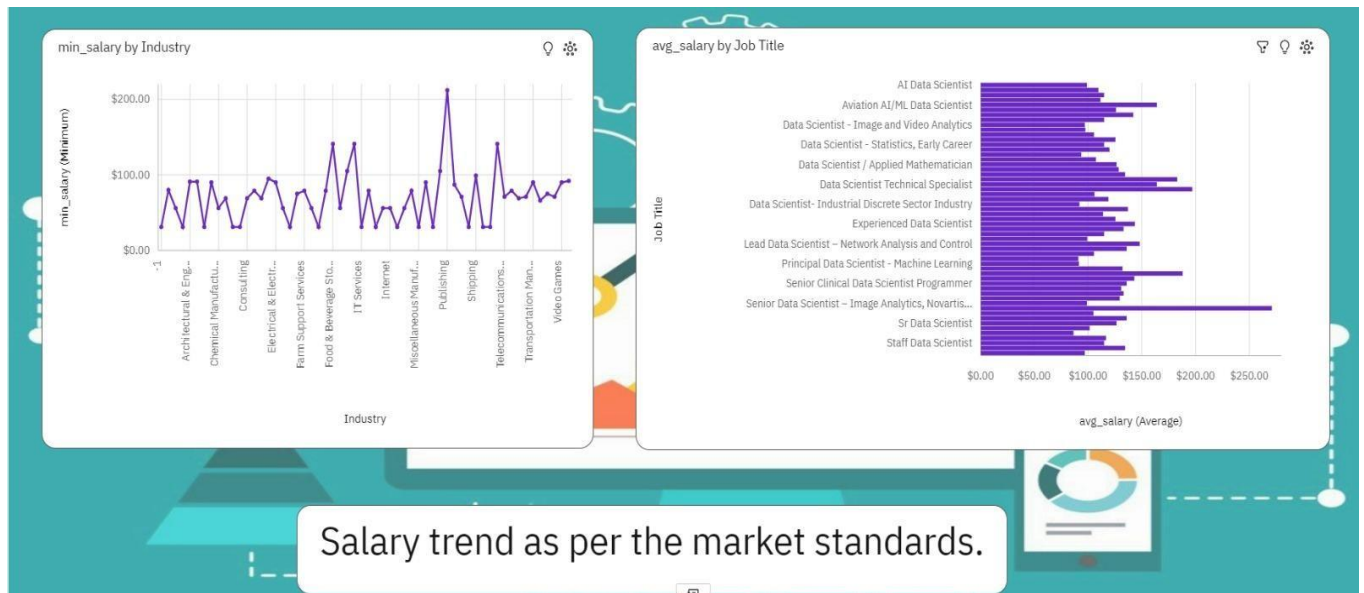 min_salary by Industry
min_salary (Minimum)
$200.00
$100.00
$0.00
-1
Architectural & Eng...
Chemical Manufactu...
Consulting
Electrical & Electr...
Farm Support Services
Food & Beverage Sto...
IT Services
Internet
Miscellaneous Manuf...
Publishing
Shipping
Telecommunications...
Transportation Man...
Video Games
Industry
avg_salary by Job Title
Job Title
AI Data Scientist
Aviation AI/ML Data Scientist
Data Scientist - Image and Video Analytics
Data Scientist - Statistics, Early Career
Data Scientist / Applied Mathematician
Data Scientist Technical Specialist
Data Scientist- Industrial Discrete Sector Industry
Experienced Data Scientist
Lead Data Scientist – Network Analysis and Control
Principal Data Scientist - Machine Learning
Senior Clinical Data Scientist Programmer
Senior Data Scientist – Image Analytics, Novartis...
Sr Data Scientist
Staff Data Scientist
$0.00 $50.00 $100.00 $150.00 $200.00 $250.00
avg_salary (Average)
Salary trend as per the market standards.